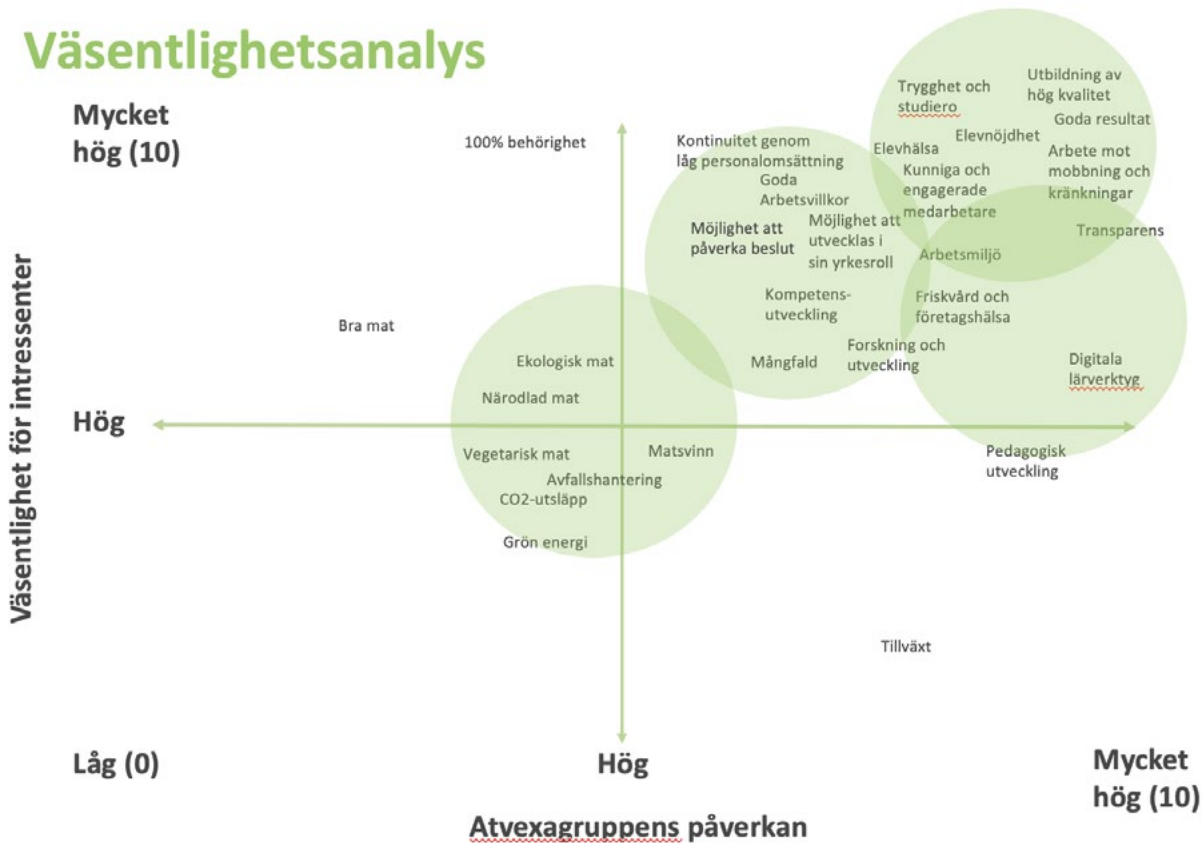 Väsentlighetsanalys
Mycket
hög (10)
100% behörighet
Kontinuitet genom
låg personalomsättning
Goda
Arbetsvillkor
Möjlighet att
påverka beslut
Möjlighet att
utvecklas i
sin yrkesroll
Kompetens-
utveckling
Mångfald
Forskning och
utveckling
Trygghet och
studiero
Utbildning av
hög kvalitet
Goda resultat
Elevnöjdhet
Elevhälsa
Arbete mot
mobbning och
kränkningar
Kunniga och
engagerade
medarbetare
Transparens
Arbetsmiljö
Friskvård och
företagshälsa
Digitala
lärverktyg
Bra mat
Ekologisk mat
Närodlad mat
Väsentlighet för intressenter
Hög
Vegetarisk mat
Matsvinn
Avfallshantering
CO2-utsläpp
Grön energi
Pedagogisk
utveckling
Tillväxt
Låg (0)
Hög
Mycket
hög (10)
Atvexagruppens påverkan